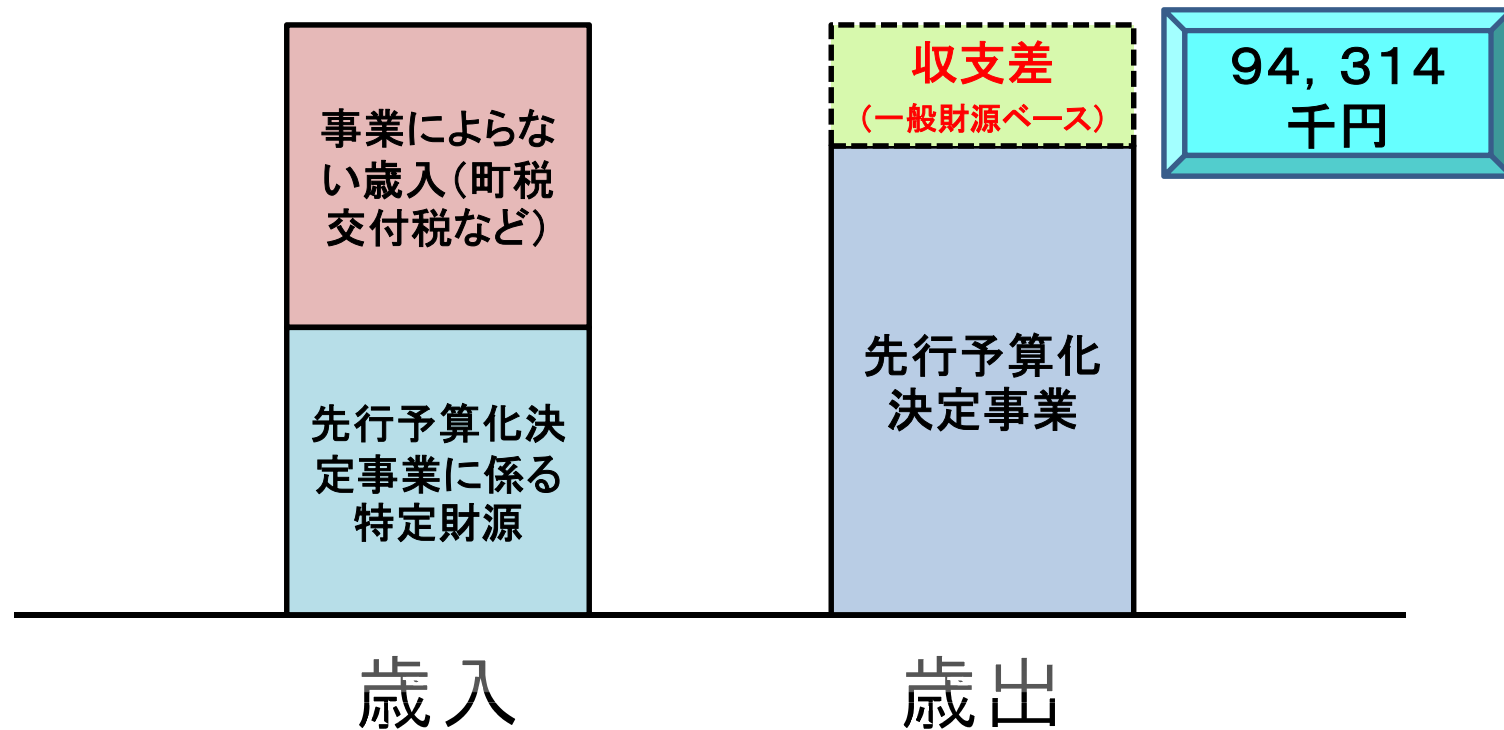 事業によらな
い歳入（町税
交付税など）
先行予算化決
定事業に係る
特定財源
収支差
（一般財源ベース）
先行予算化
決定事業
９４，３１４
千円
歳入
歳出